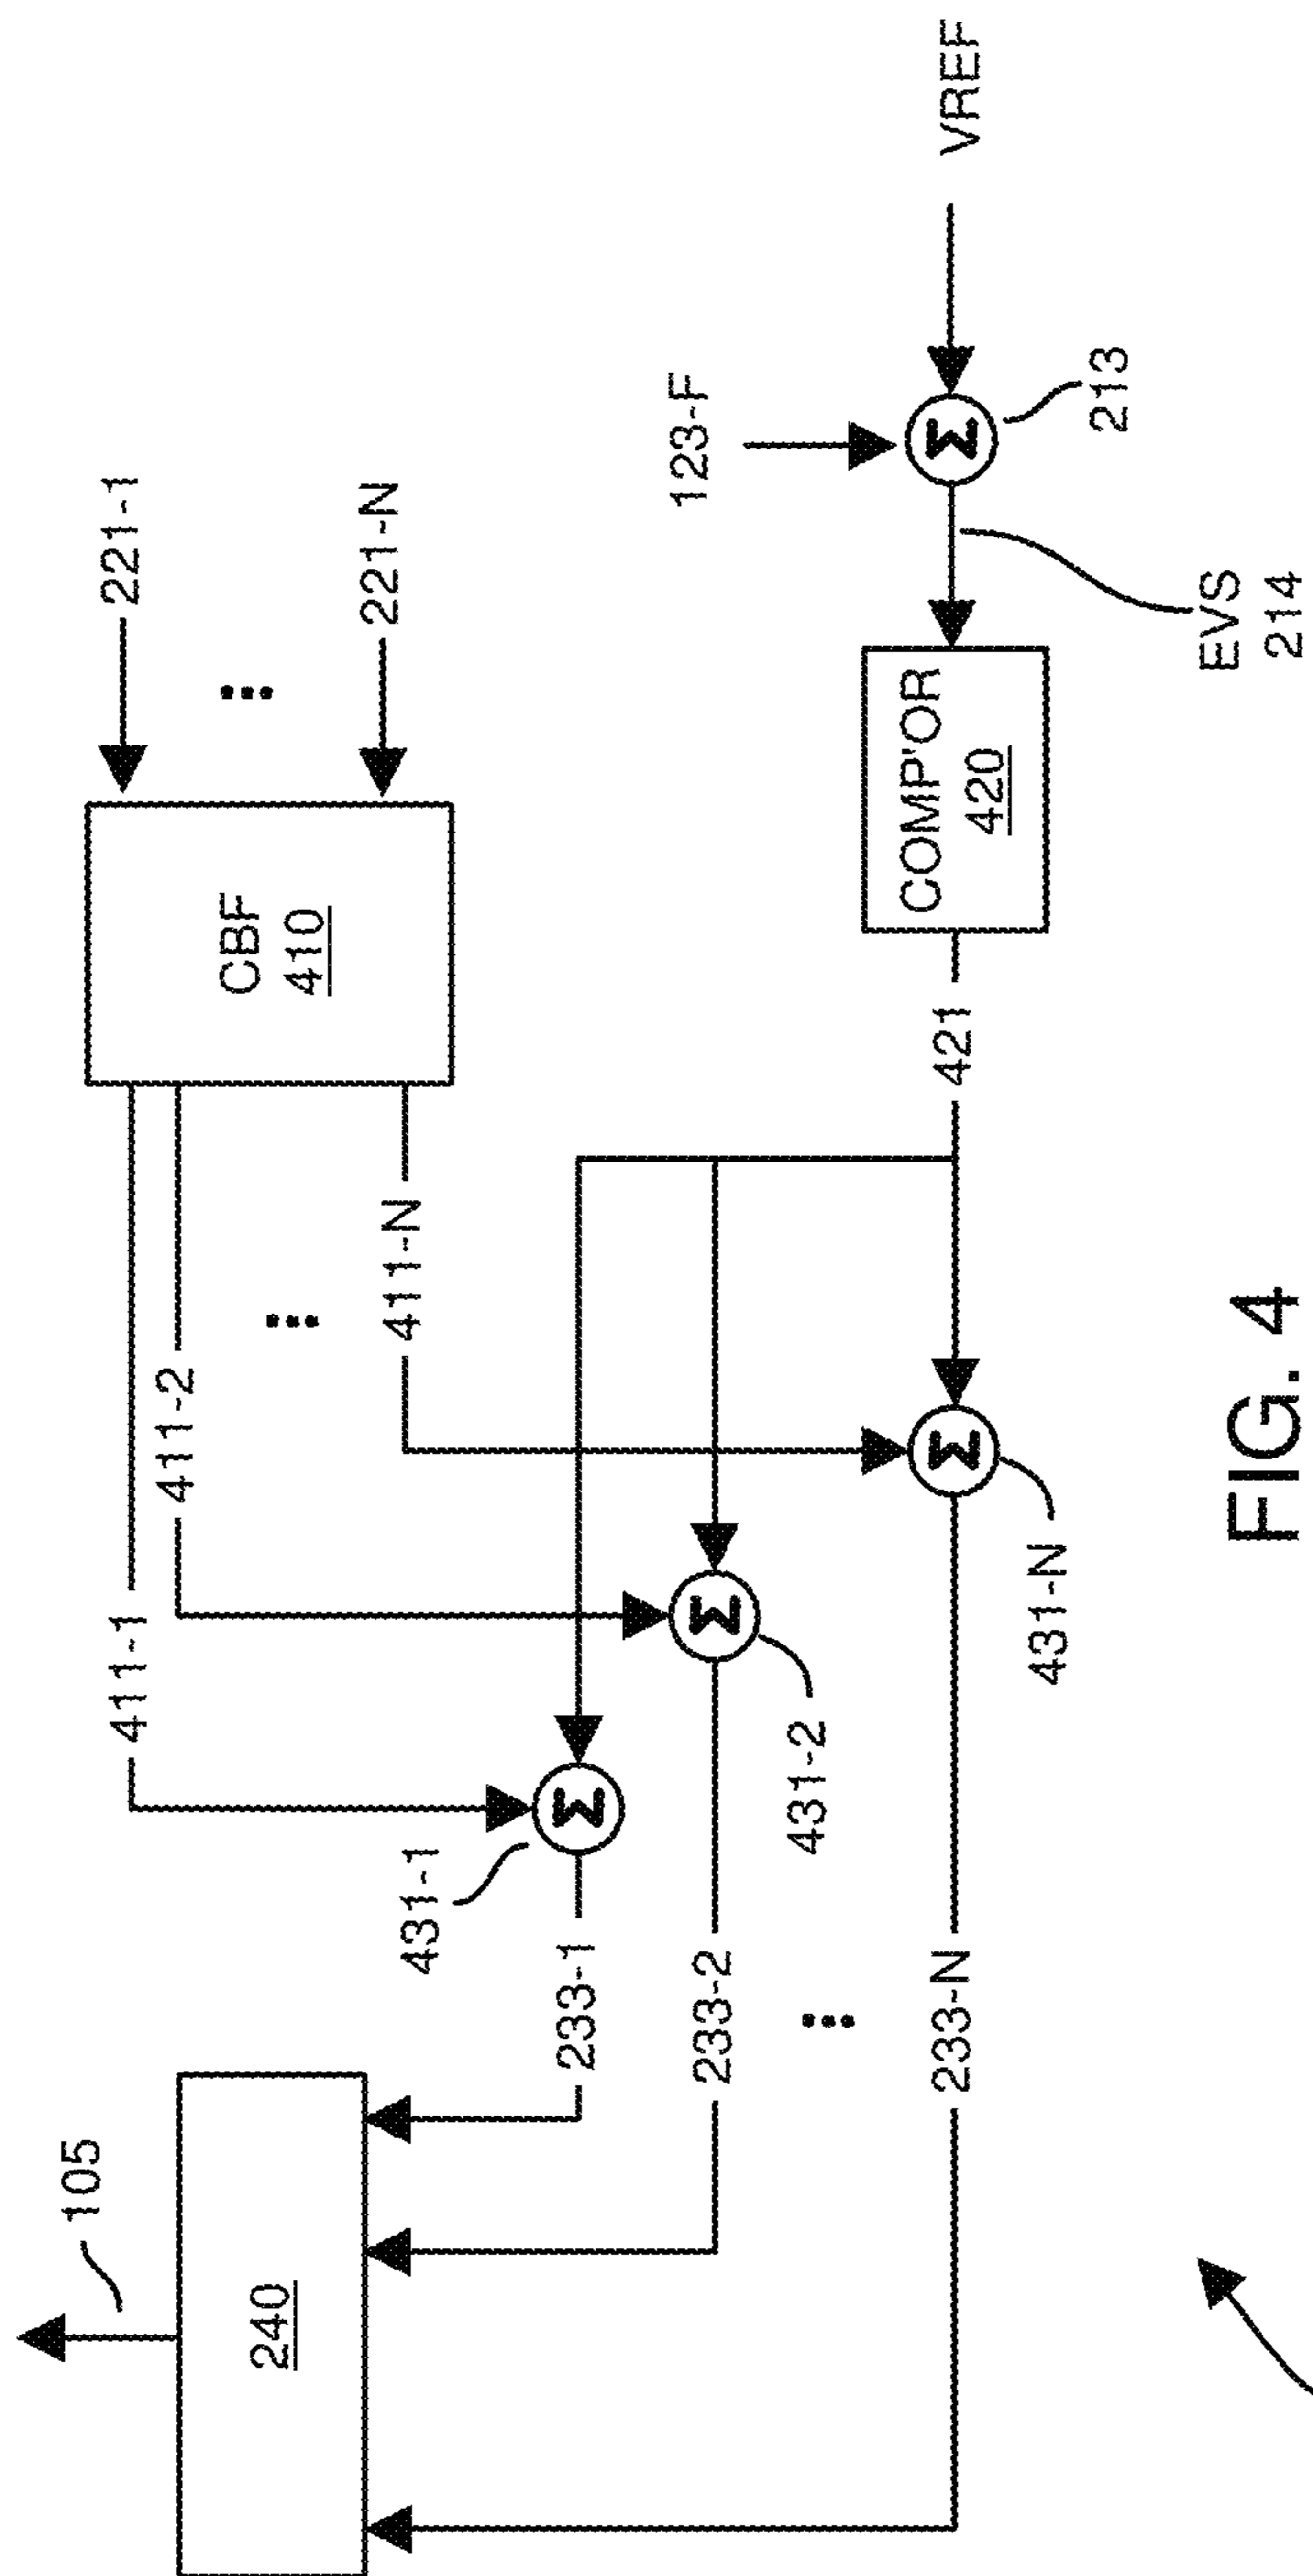 105
240
411-1
411-2
⋮
411-N
CBF
410
221-1
⋮
221-N
431-1
233-1
431-2
233-2
⋮
233-N
431-N
Σ
Σ
Σ
421
COMP'OR
420
123-F
Σ
VREF
213
EVS
214
FIG. 4